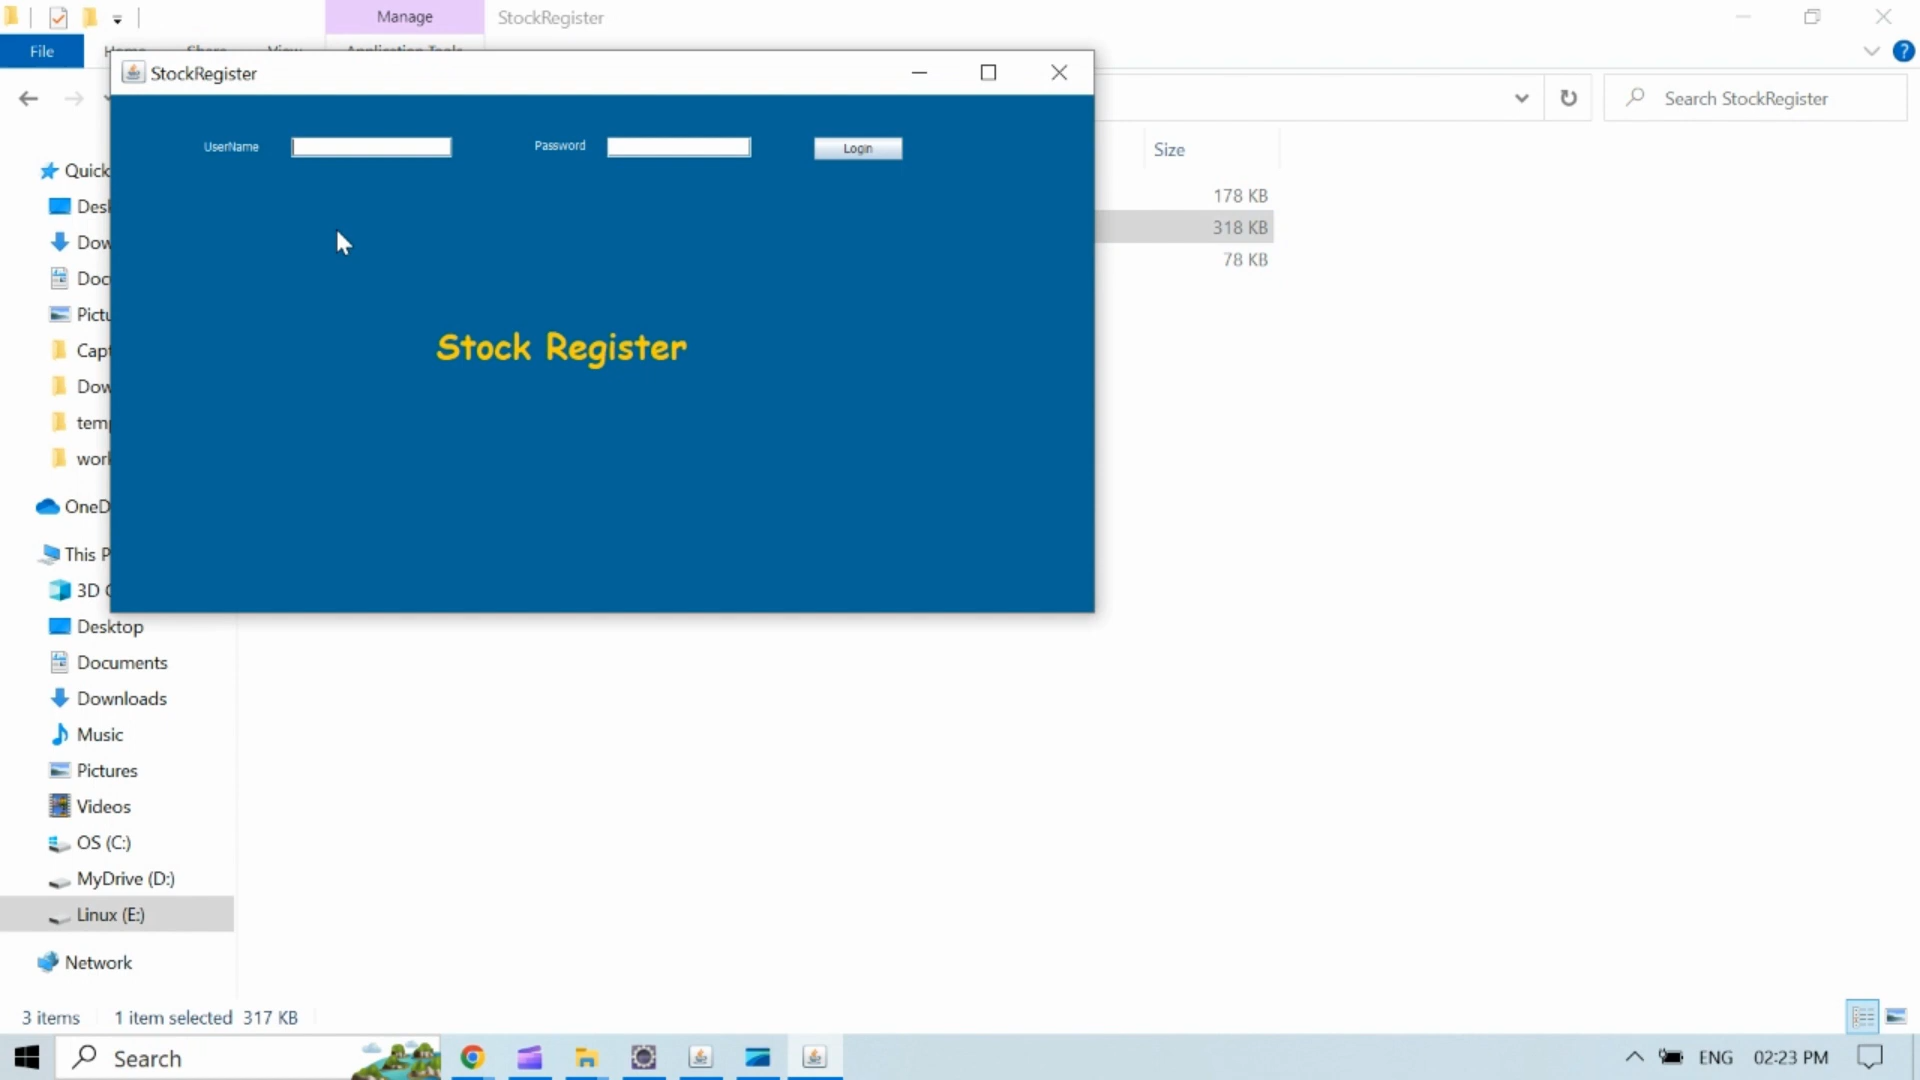 Manage
StockRegister
File
StockRegister
Search StockRegister
UserName
Password
Login
Size
Quick
178 KB
318 KB
78 KB
Stock Register
Desktop
Documents
Downloads
Music
Pictures
Videos
OS (C:)
MyDrive (D:)
Linux (E:)
Network
3 items
1 item selected 317 KB
Search
ENG
02:23 PM